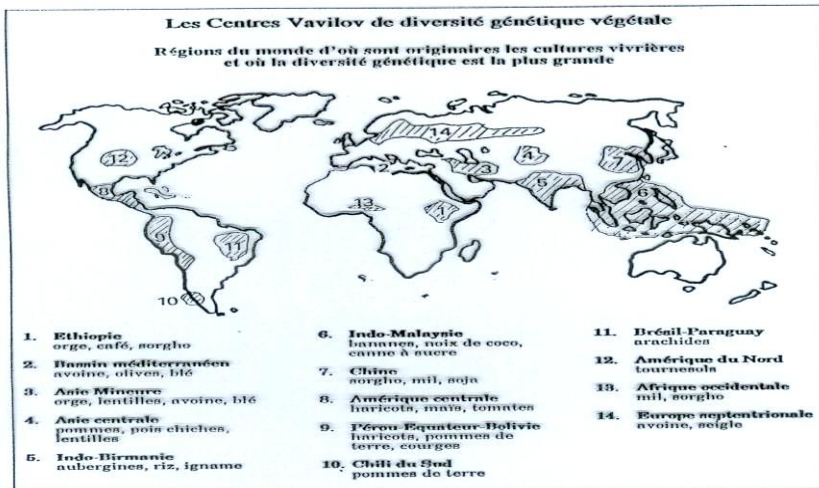 Les Centres Vavilov de diversité génétique végétale
Régions du monde d'où sont originaires les cultures vivrières
et où la diversité génétique est la plus grande
14
12
4
7
2
3
8
5
6
13
1
9
11
10
1. Ethiopie
orge, café, sorgho
2. Bassin méditerranéen
avoine, olives, blé
3. Asie Mineure
orge, lentilles, avoine, blé
4. Asie centrale
pommes, pois chiches,
lentilles
5. Indo-Birmanie
aubergines, riz, igname
6. Indo-Malaysie
bananes, noix de coco,
canne à sucre
7. Chine
sorgho, mil, soja
8. Amérique centrale
haricots, maïs, tomates
9. Pérou-Equateur-Bolivie
haricots, pommes de
terre, courges
10. Chili du Sud
pommes de terre
11. Brésil-Paraguay
arachides
12. Amérique du Nord
tournesols
13. Afrique occidentale
mil, sorgho
14. Europe septentrionale
avoine, seigle